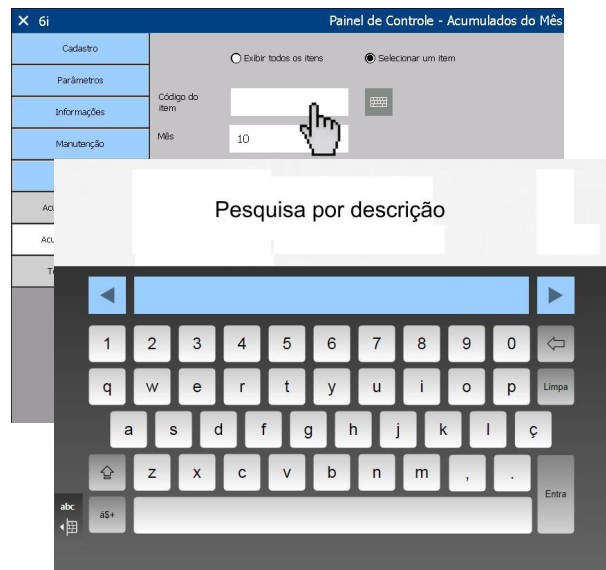 6i
Painel de Controle - Acumulados do Mês
Cadastro
Parâmetros
Informações
Manutenção
Exibir todos os itens
Selecionar um item
Código do
item
Mês
10
Pesquisa por descrição
1 2 3 4 5 6 7 8 9 0
q w e r t y u i o p Limpa
a s d f g h j k l ç
z x c v b n m , .
Entra
abc
áS+